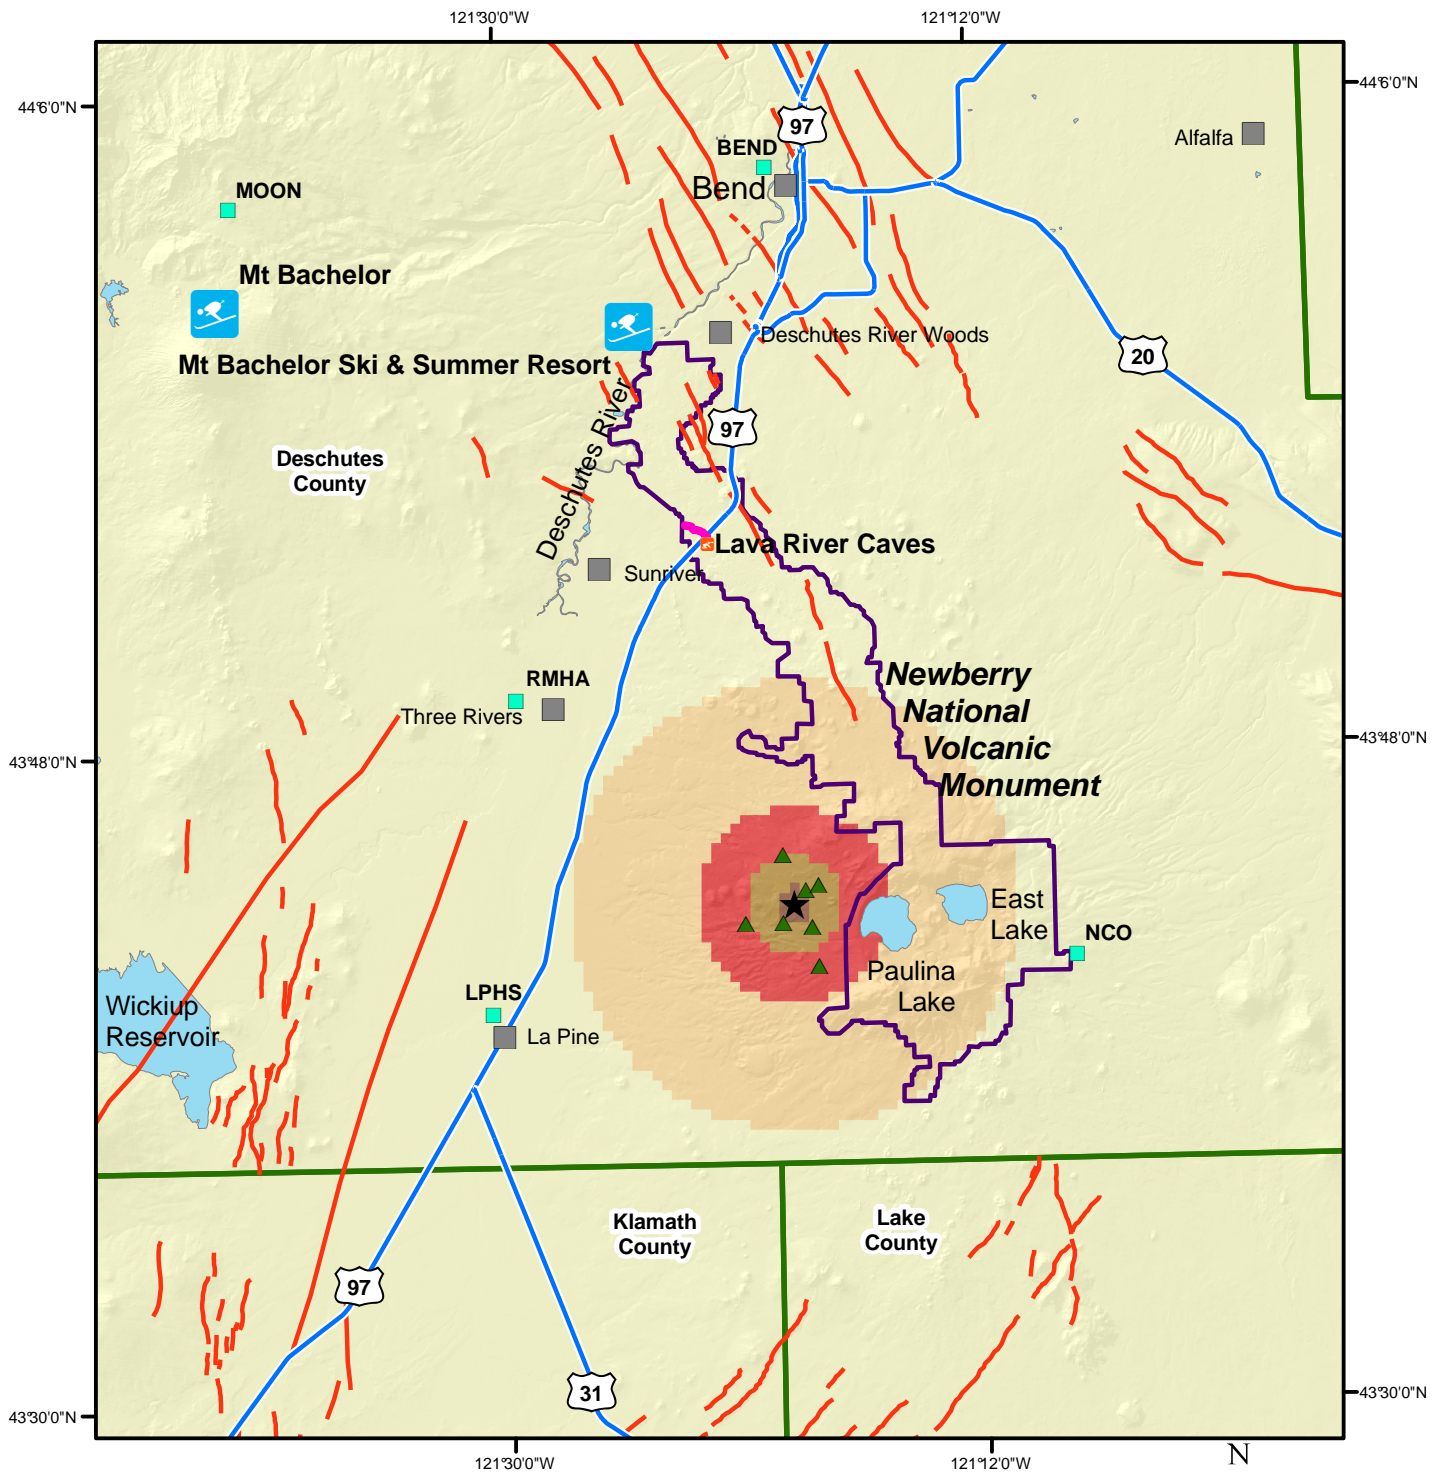 121°30'0"W
121°12'0"W
44°6'0"N
44°6'0"N
97
Alfalfa
BEND
Bend
MOON
Mt Bachelor
Deschutes River Woods
Mt Bachelor Ski & Summer Resort
20
97
Deschutes
County
Deschutes River
Lava River Caves
Sunriver
Newberry
National
Volcanic
Monument
RMHA
Three Rivers
43°48'0"N
43°48'0"N
East
Lake
NCO
Paulina
Lake
LPHS
La Pine
Wickiup
Reservoir
Klamath
County
Lake
County
97
31
43°30'0"N
43°30'0"N
121°30'0"W
121°12'0"W
N